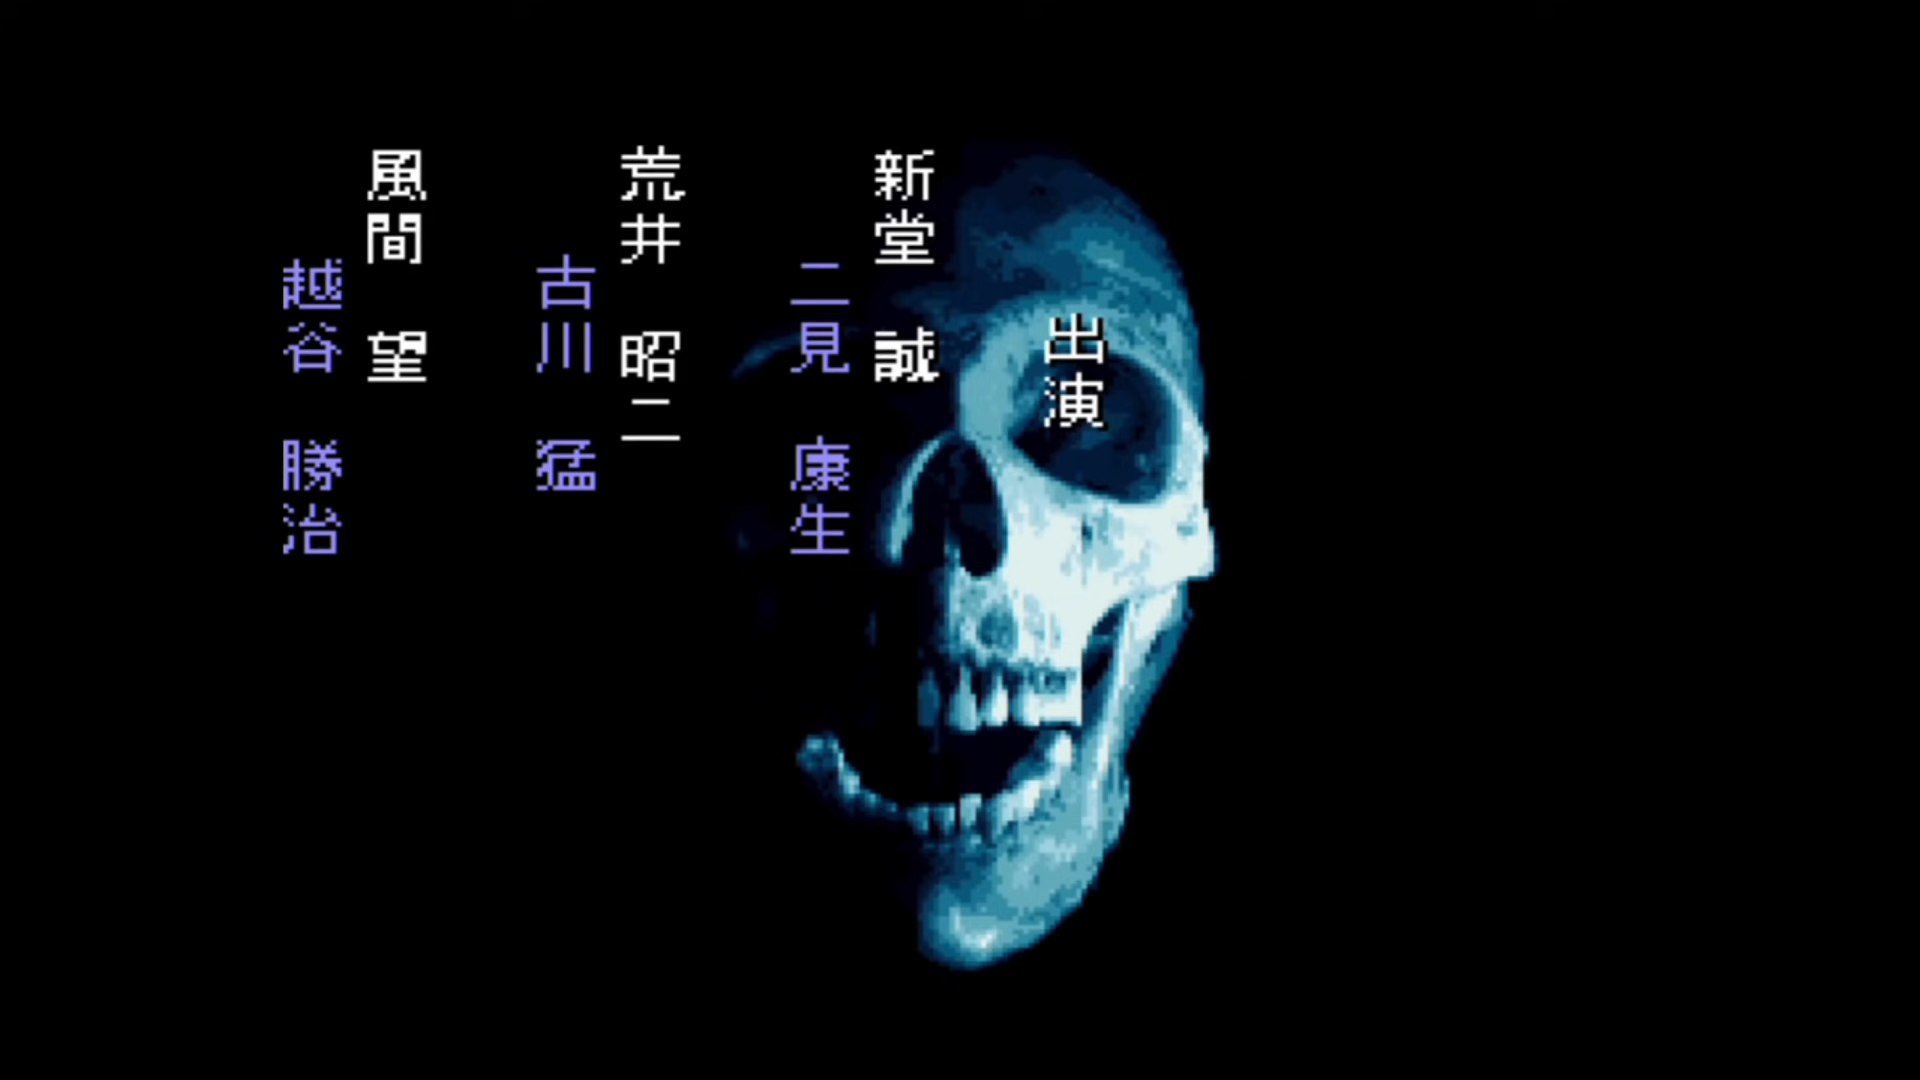 出演
新堂 誠
二見 康生
荒井 昭二
古川 猛
風間 望
越谷 勝治